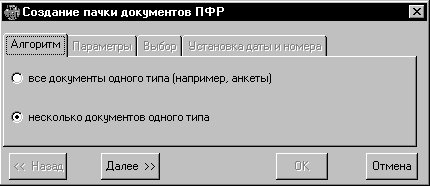 Создание пачки документов ПФР
Алгоритм Параметры Выбор Установка даты и номера
все документы одного типа (например, анкеты)
несколько документов одного типа
<< Назад Далее >> OK Отмена